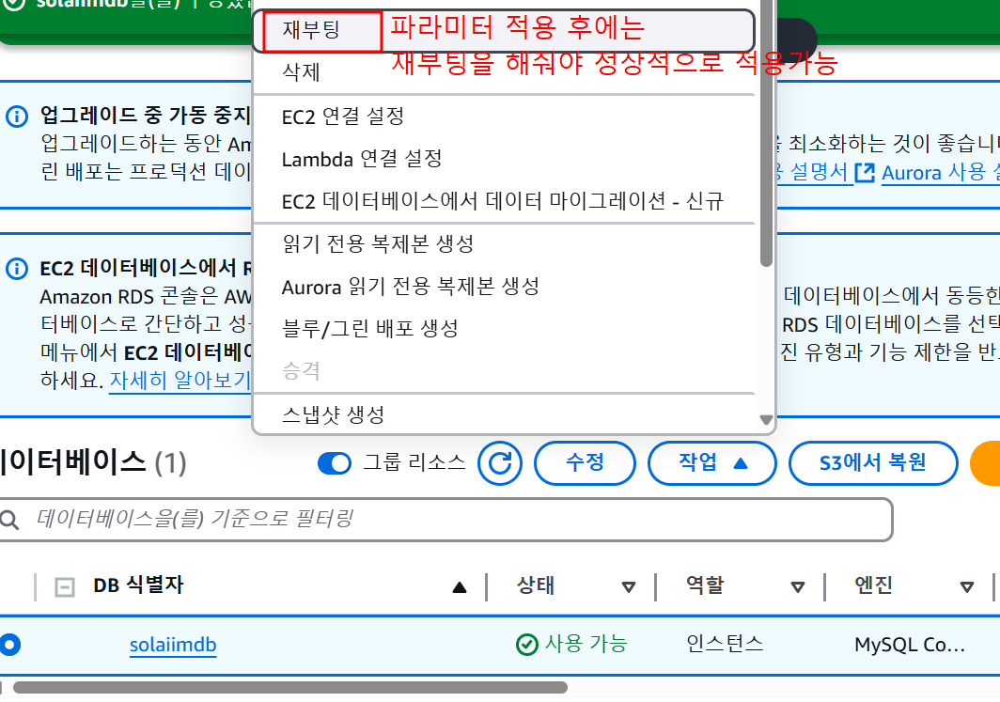 solaiimdb을(를)
재부팅
파라미터 적용 후에는
재부팅을 해줘야 성상적으로 적용가능
삭제
EC2 연결 설정
Lambda 연결 설정
EC2 데이터베이스에서 데이터 마이그레이션 - 신규
읽기 전용 복제본 생성
Aurora 읽기 전용 복제본 생성
블루/그린 배포 생성
승격
스냅샷 생성
업그레이드 중 가동 중지
업그레이드하는 동안 Am 최소화하는 것이 좋습니
린 배포는 프로덕션 데이 용 설명서 Aurora 사용
EC2 데이터베이스에서 R
Amazon RDS 콘솔은 AW 데이터베이스에서 동등한
터베이스로 간단하고 성 RDS 데이터베이스를 선택
메뉴에서 EC2 데이터베이 진 유형과 기능 제한을 반
하세요. 자세히 알아보기
데이터베이스 (1)
그룹 리소스
수정
작업
S3에서 복원
데이터베이스을(를) 기준으로 필터링
DB 식별자 상태 역할 엔진
solaiimdb 사용 가능 인스턴스 MySQL Co...